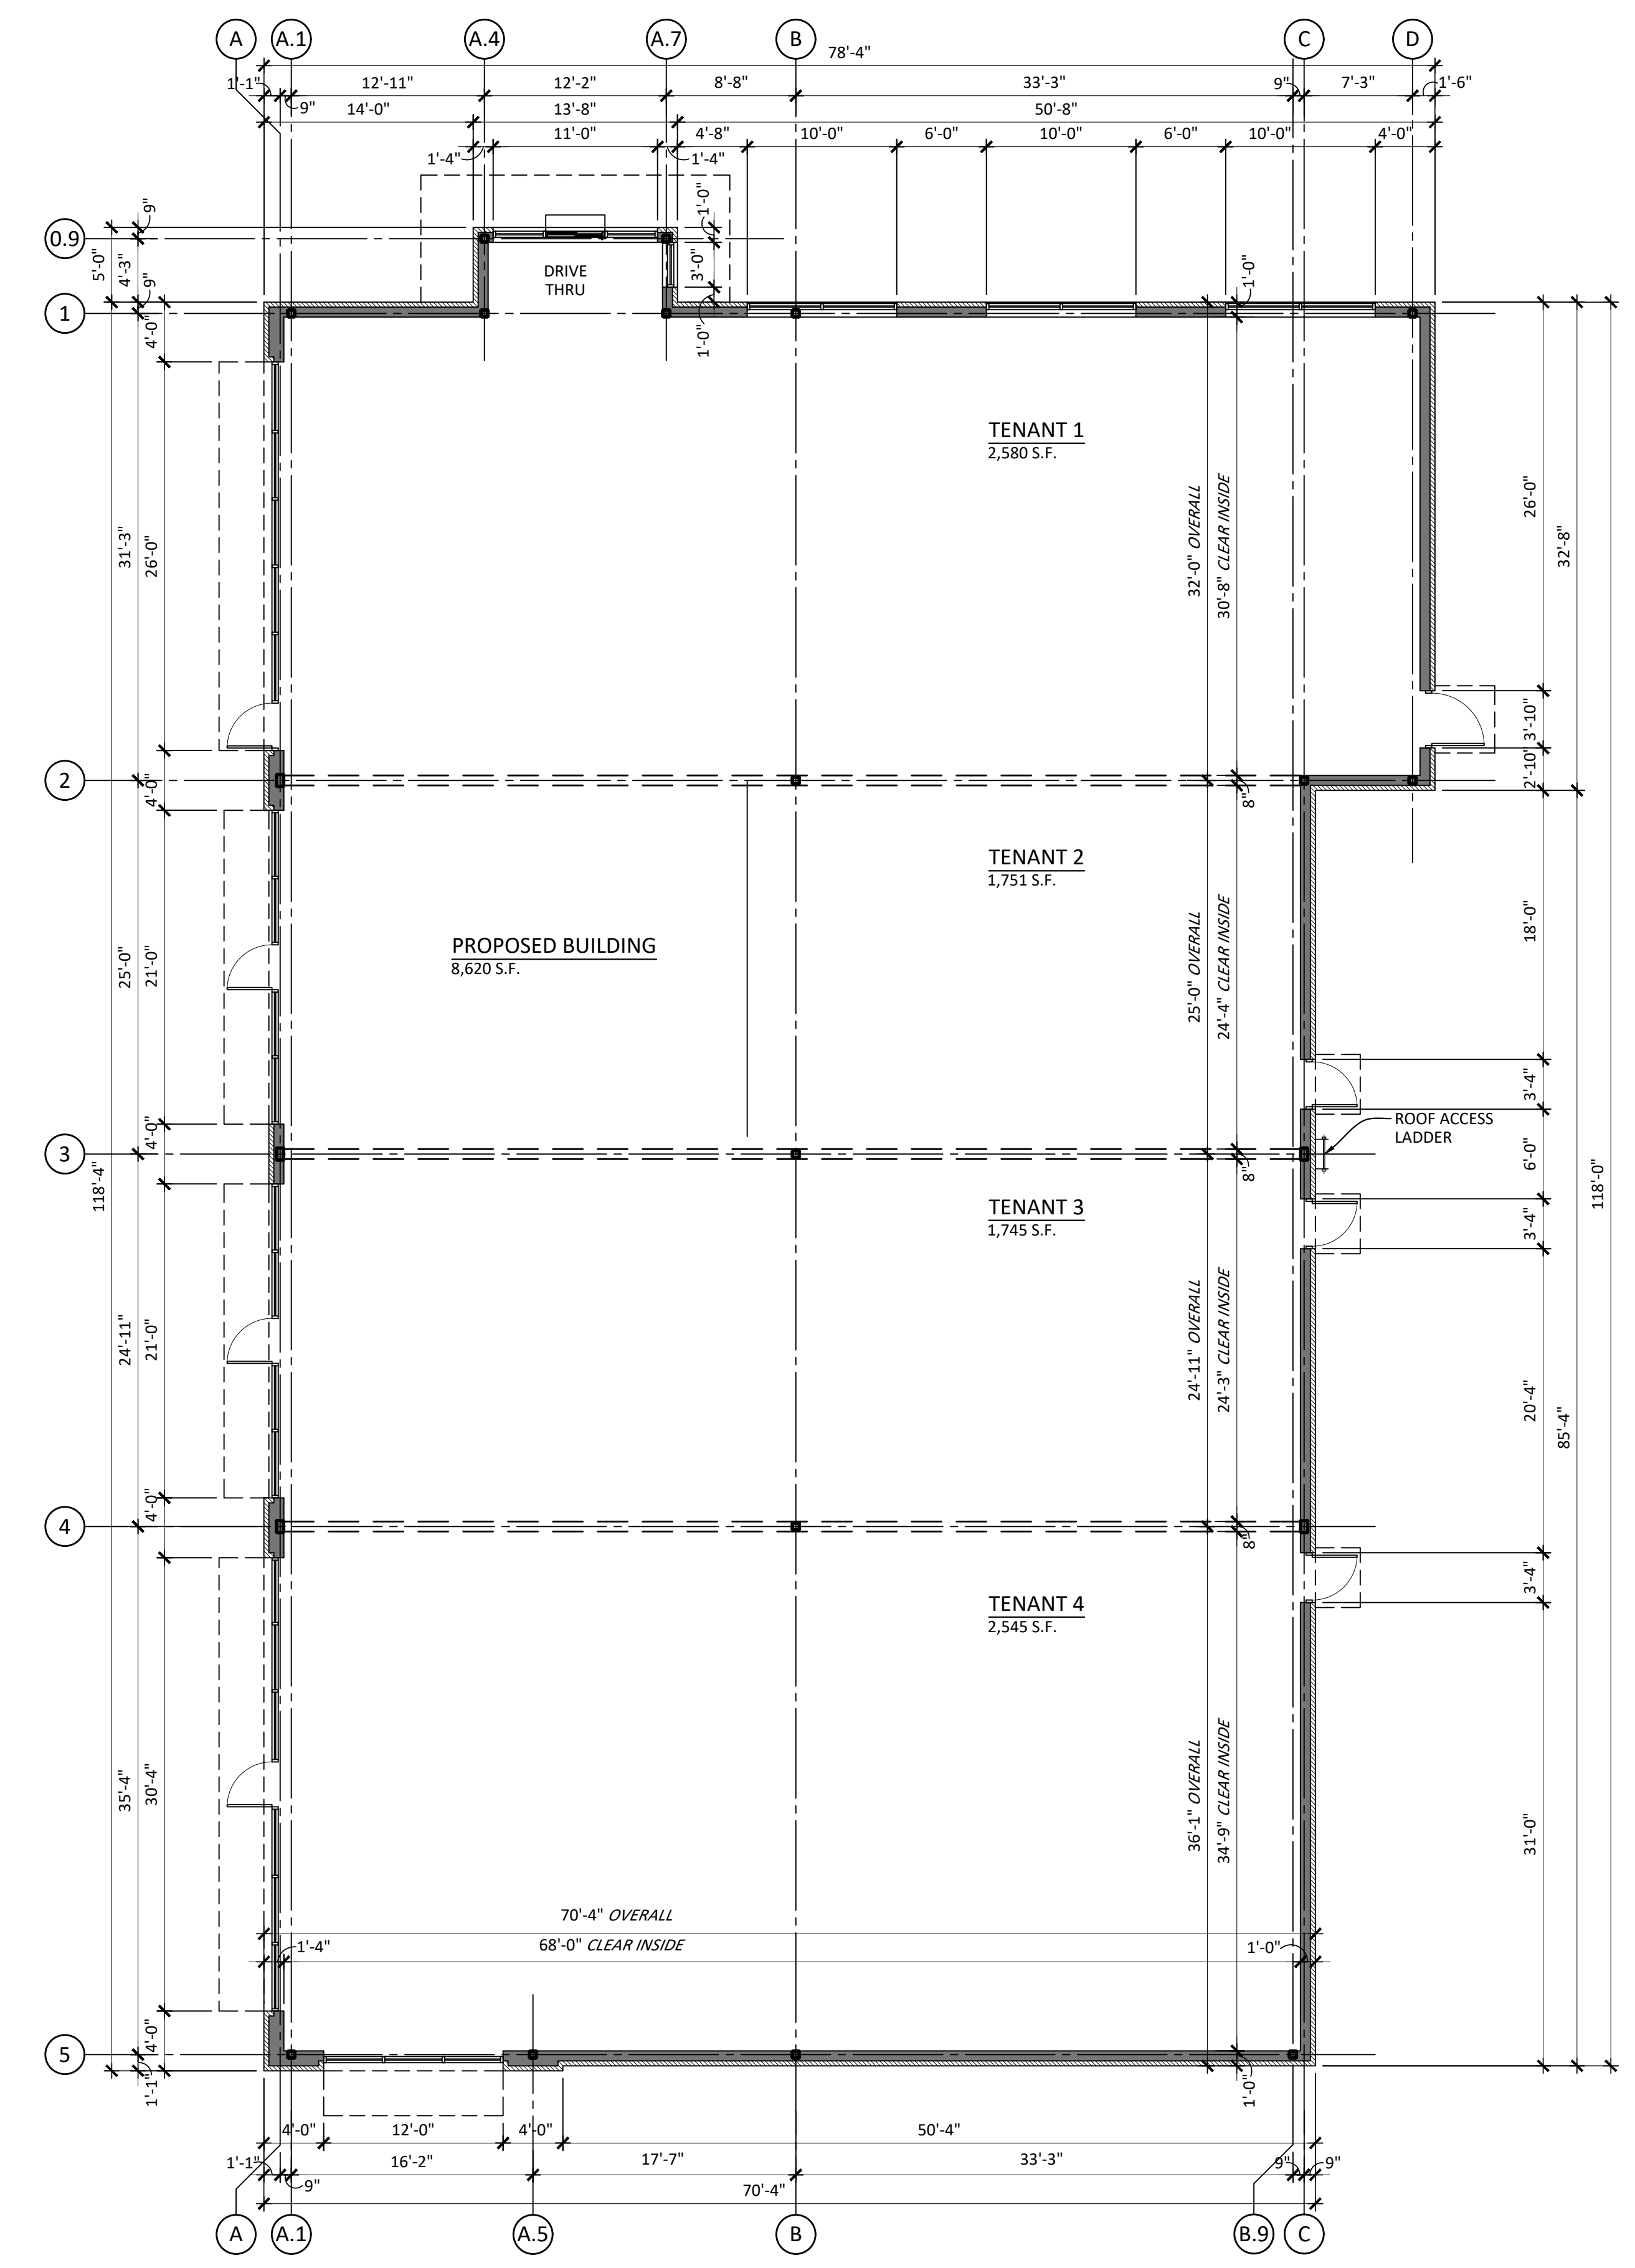 A A.1 A.4 A.7 B C D
78'-4"
1'-1" 12'-11" 12'-2" 8'-8" 33'-3" 9" 7'-3" 1'-6"
9" 14'-0" 13'-8" 50'-8"
11'-0" 4'-8" 10'-0" 6'-0" 10'-0" 6'-0" 10'-0" 4'-0"
1'-4" 1'-4"
0.9
9"
5'-0"
4'-3"
9"
1'-0"
3'-0"
1'-0"
1'-0"
DRIVE
THRU
1
4'-0"
TENANT 1
2,580 S.F.
31'-3"
26'-0"
32'-0" OVERALL
30'-8" CLEAR INSIDE
26'-0"
32'-8"
3'-10"
2'-10"
2
4'-0"
8"
TENANT 2
1,751 S.F.
PROPOSED BUILDING
8,620 S.F.
25'-0"
21'-0"
25'-0" OVERALL
24'-4" CLEAR INSIDE
18'-0"
3'-4"
ROOF ACCESS
LADDER
6'-0"
3'-4"
3
4'-0"
118'-4"
8"
118'-0"
TENANT 3
1,745 S.F.
24'-11"
21'-0"
24'-11" OVERALL
24'-3" CLEAR INSIDE
20'-4"
85'-4"
4
4'-0"
8"
3'-4"
TENANT 4
2,545 S.F.
35'-4"
30'-4"
36'-1" OVERALL
34'-9" CLEAR INSIDE
31'-0"
70'-4" OVERALL
68'-0" CLEAR INSIDE
1'-4"
1'-0"
5
4'-0"
1'-1"
1'-0"
4'-0" 12'-0" 4'-0" 50'-4"
1'-1" 16'-2" 17'-7" 33'-3" 9" 9"
9"
70'-4"
A A.1 A.5 B B.9 C